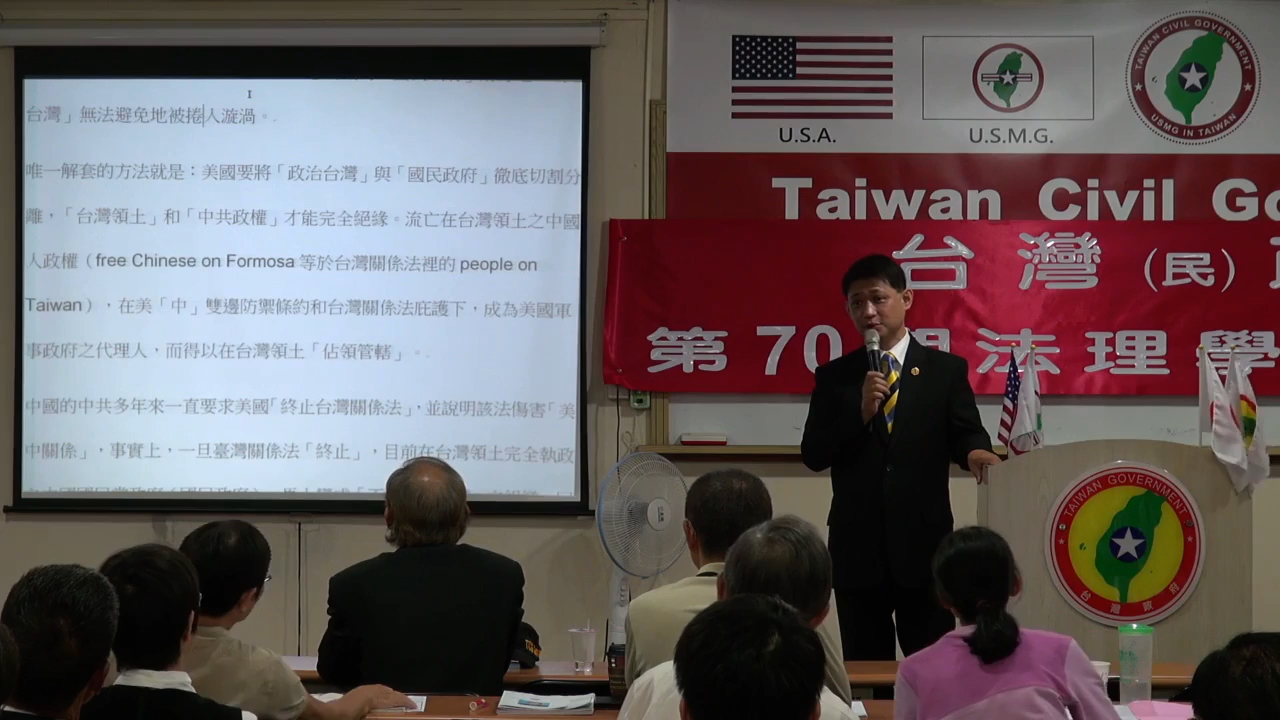 台灣」無法避免地被捲人漩渦。
唯一解套的方法就是：美國要將「政治台灣」與「國民政府」徹底切割分
離，「台灣領土」和「中共政權」才能完全絕緣。流亡在台灣領土之中國
人政權（free Chinese on Formosa 等於台灣關係法裡的 people on
Taiwan），在美「中」雙邊防禦條約和台灣關係法庇護下，成為美國軍
事政府之代理人，而得以在台灣領土「佔領管轄」。
中國的中共多年來一直要求美國「終止台灣關係法」，並說明該法傷害「美
中關係」，事實上，一旦臺灣關係法「終止」，目前在台灣領土完全執政
U.S.A.
U.S.M.G.
TAIWAN CIVIL GOVERNMENT
USMG IN TAIWAN
Taiwan Civil Go
台灣（民）
第70期法理學
TAIWAN GOVERNMENT
台灣政府